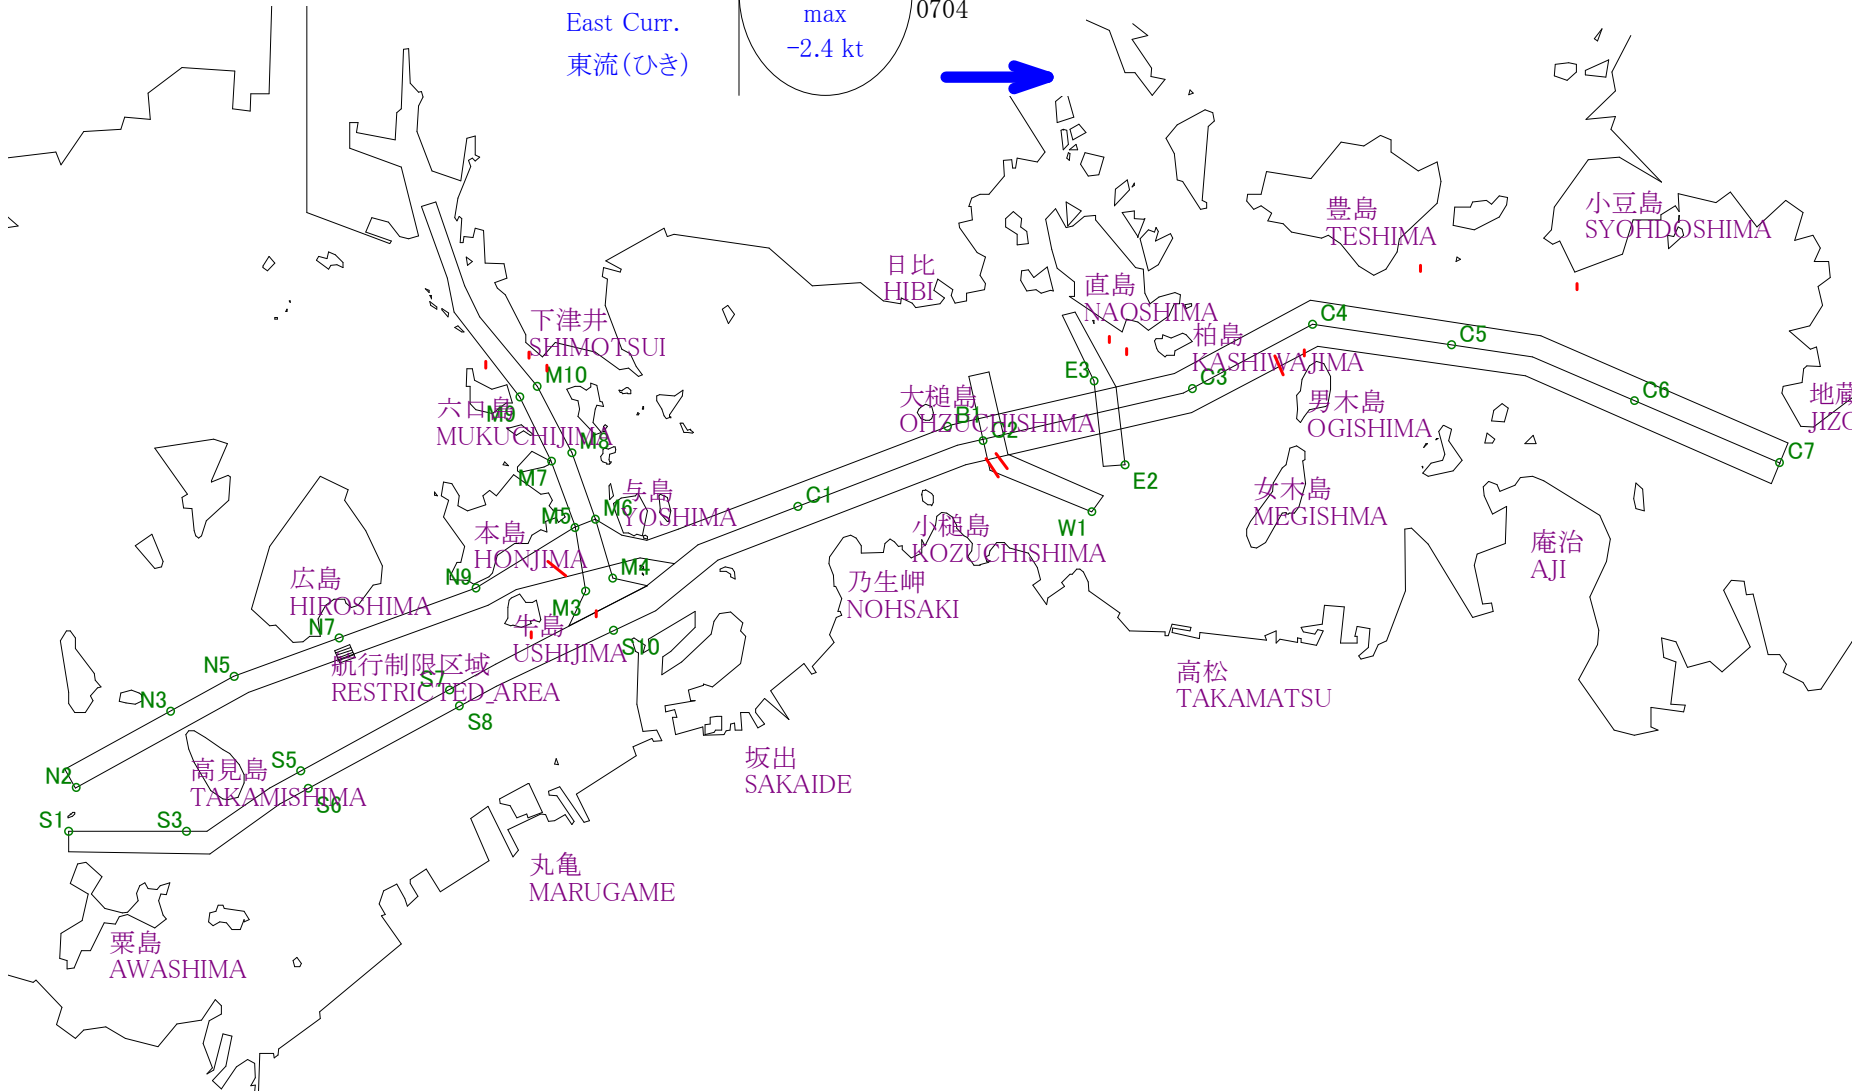 East Curr.
東流(ひき)
max
-2.4 kt
0704
豊島
TESHIMA
小豆島
SYOHDOSHIMA
日比
HIBI
直島
NAOSHIMA
下津井
SHIMOTSUI
柏島
KASHIWAJIMA
C4
C5
C6
C7
C3
E3
E2
M10
M9
六口島
MUKUCHIJIMA
M8
M7
大槌島
OHZUCHISHIMA
B1
C2
男木島
OGISHIMA
地蔵
JIZO
与島
YOSHIMA
M6
M5
C1
W1
女木島
MEGISHMA
本島
HONJIMA
小槌島
KOZUCHISHIMA
庵治
AJI
広島
HIROSHIMA
N9
M4
M3
乃生岬
NOHSAKI
牛島
USHIJIMA
S10
N7
N5
N3
N2
航行制限区域
RESTRICTED_AREA
S7
S8
高松
TAKAMATSU
高見島
TAKAMISHIMA
S5
S6
S1
S3
坂出
SAKAIDE
丸亀
MARUGAME
粟島
AWASHIMA